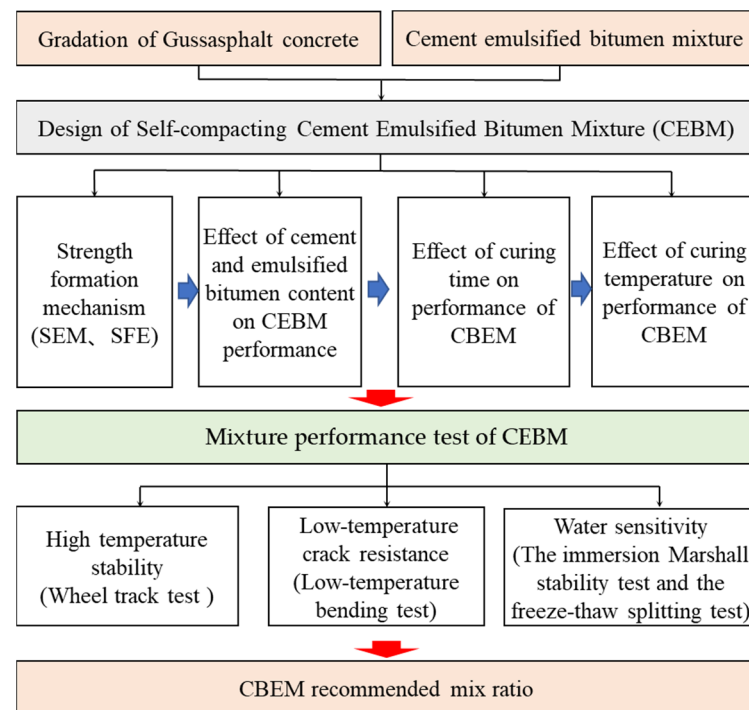 Gradation of Gussasphalt concrete
Cement emulsified bitumen mixture
Design of Self-compacting Cement Emulsified Bitumen Mixture (CEBM)
Strength
formation
mechanism
(SEM、SFE)
Effect of cement
and emulsified
bitumen content
on CEBM
performance
Effect of curing
time on
performance of
CBEM
Effect of curing
temperature on
performance of
CBEM
Mixture performance test of CEBM
High temperature
stability
(Wheel track test )
Low-temperature
crack resistance
(Low-temperature
bending test)
Water sensitivity
(The immersion Marshall
stability test and the
freeze-thaw splitting test)
CBEM recommended mix ratio